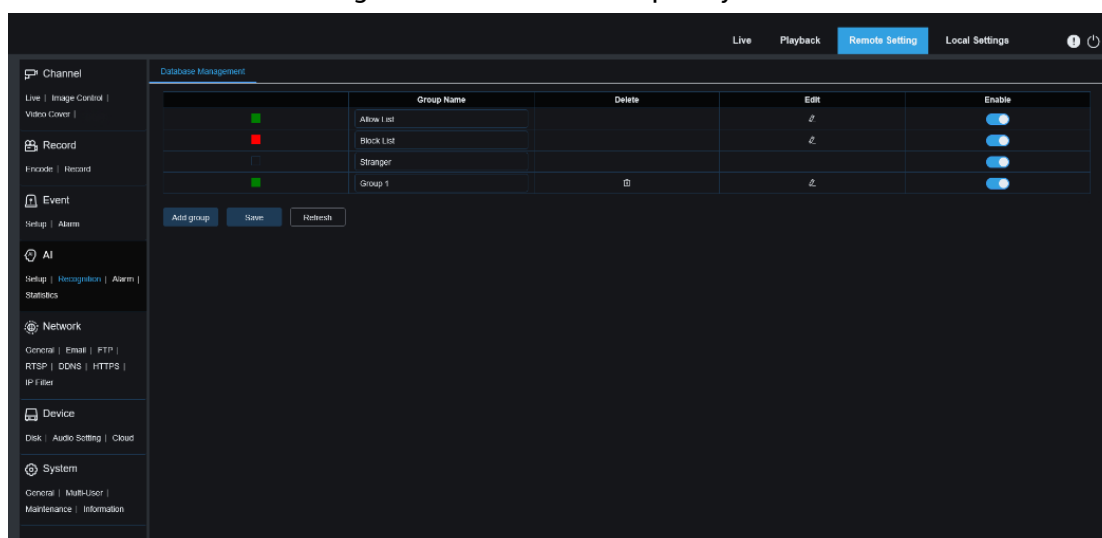 Live Playback Remote Setting Local Settings
Channel
Live | Image Control |
Video Cover |
Record
Encode | Record
Event
Setup | Alarm
AI
Setup | Recognition | Alarm |
Statistics
Network
General | Email | FTP |
RTSP | DDNS | HTTPS |
IP Filter
Device
Disk | Audio Setting | Cloud
System
General | Multi-User |
Maintenance | Information
Database Management
Group Name Delete Edit Enable
Allow List
Block List
Stranger
Group 1
Add group Save Refresh